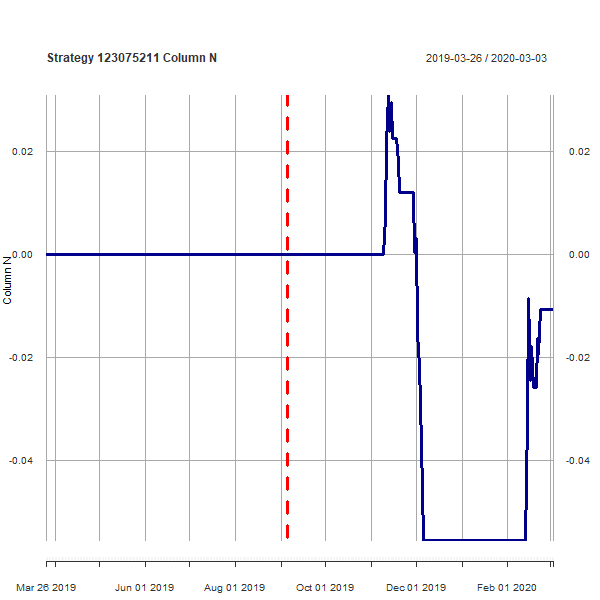 Strategy 123075211 Column N
2019-03-26 / 2020-03-03
0.02
0.02
0.00
0.00
Column N
-0.02
-0.02
-0.04
-0.04
Mar 26 2019
Jun 01 2019
Aug 01 2019
Oct 01 2019
Dec 01 2019
Feb 01 2020